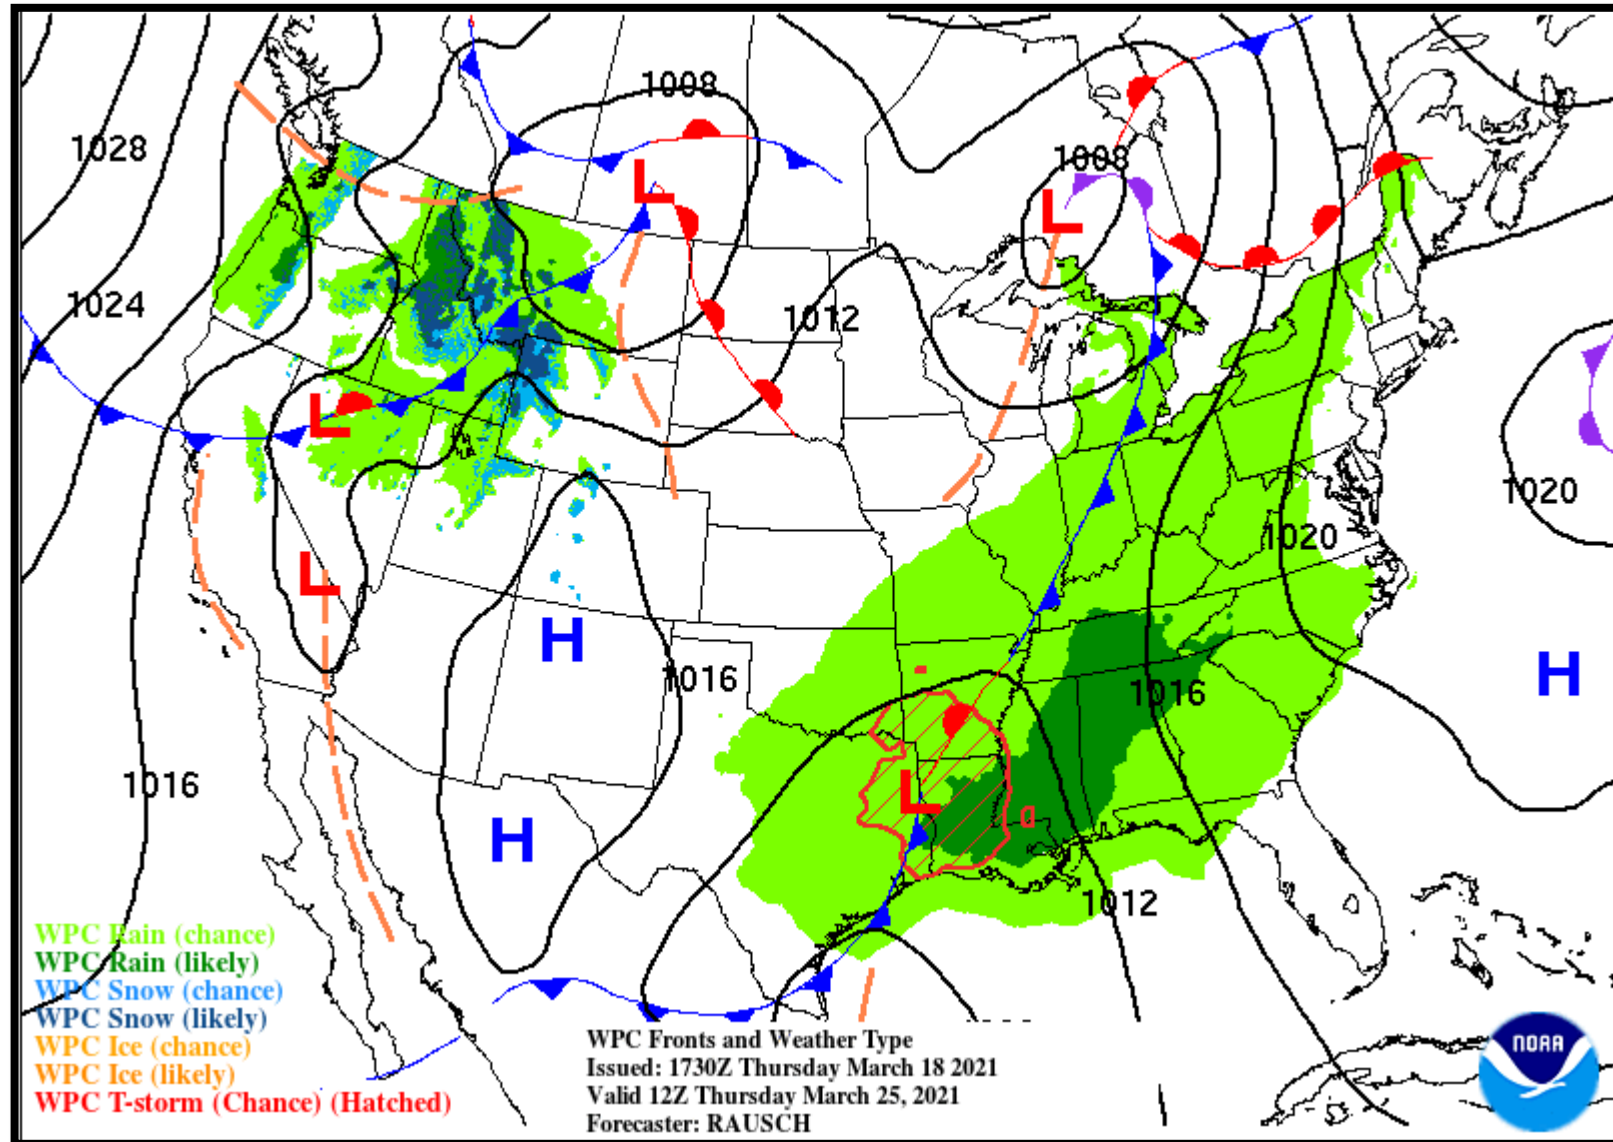 1008
1028
1008
1024
1012
L
L
L
1020
1020
L
H
H
1016
1016
1016
L
H
1012
WPC Rain (chance)
WPC Rain (likely)
WPC Snow (chance)
WPC Snow (likely)
WPC Ice (chance)
WPC Ice (likely)
WPC T-storm (Chance) (Hatched)
WPC Fronts and Weather Type
Issued: 1730Z Thursday March 18 2021
Valid 12Z Thursday March 25, 2021
Forecaster: RAUSCH
NOAA